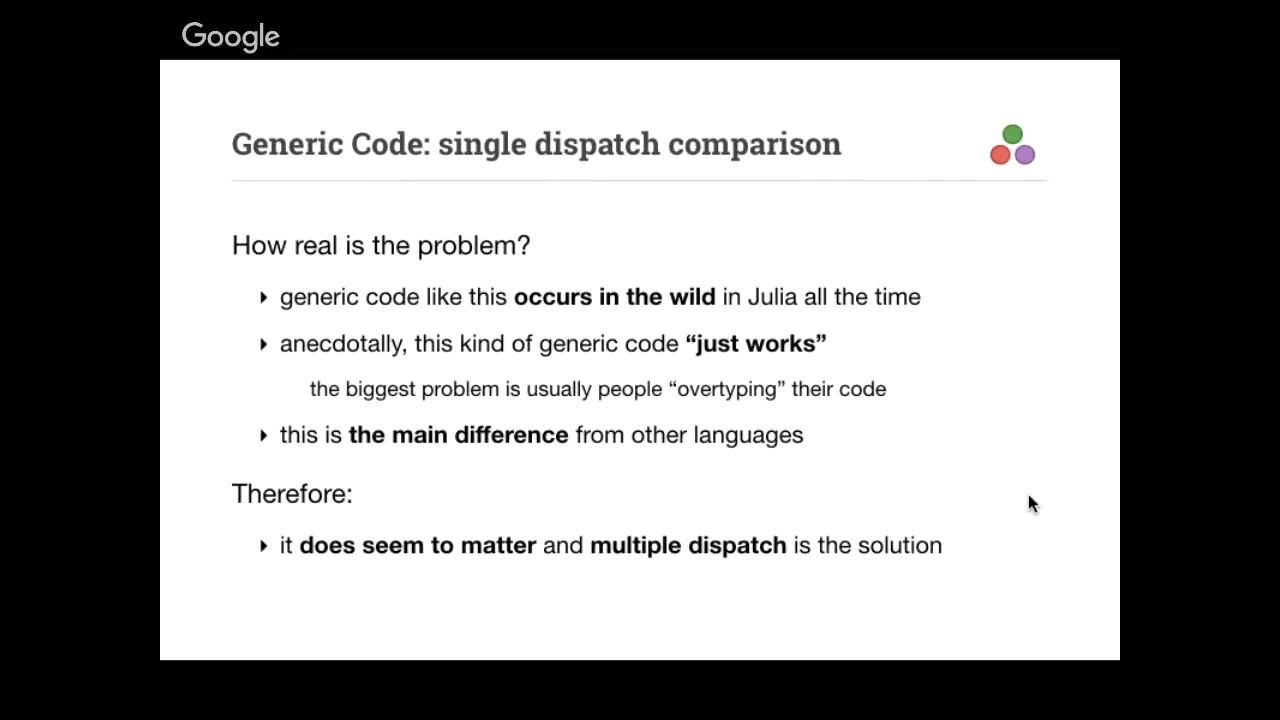 Google
Generic Code: single dispatch comparison
How real is the problem?
‣ generic code like this occurs in the wild in Julia all the time
‣ anecdotally, this kind of generic code “just works”
the biggest problem is usually people “overtyping” their code
‣ this is the main difference from other languages
Therefore:
‣ it does seem to matter and multiple dispatch is the solution